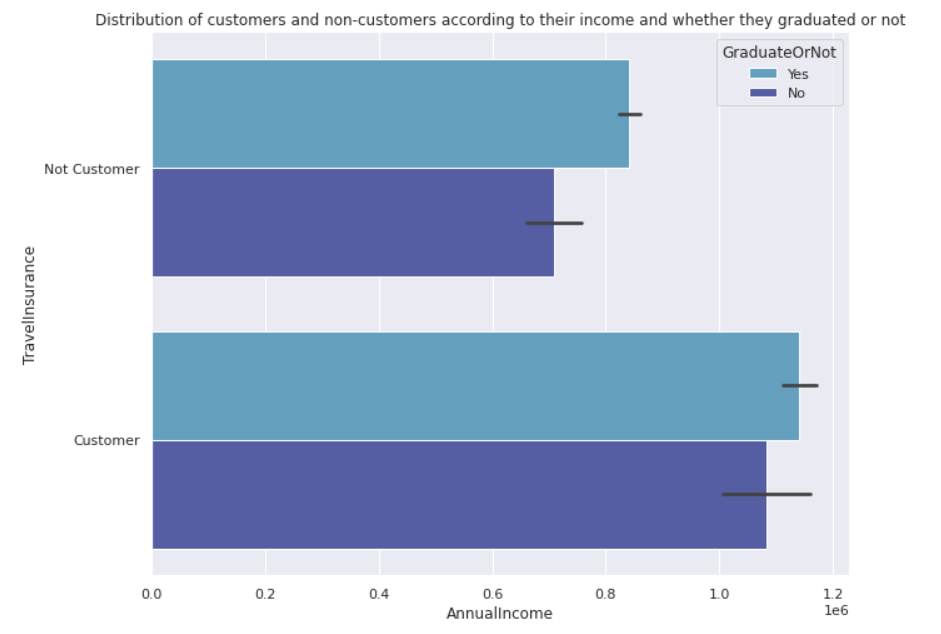 Distribution of customers and non-customers according to their income and whether they graduated or not
GraduateOrNot
Yes
No
Not Customer
TravelInsurance
Customer
0.0 0.2 0.4 0.6 0.8 1.0 1.2
1e6
AnnualIncome